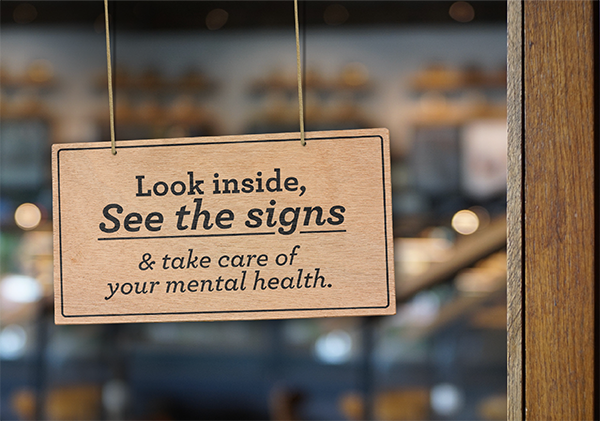 Look inside,
See the signs
& take care of
your mental health.